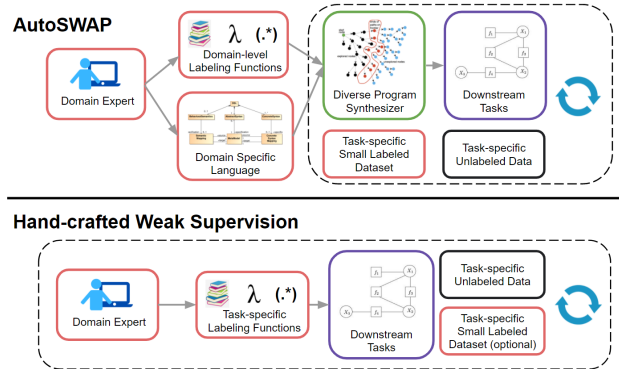 AutoSWAP
Domain Expert
λ (.*)
Domain-level
Labeling Functions
Domain Specific
Language
Diverse Program
Synthesizer
Downstream
Tasks
Task-specific
Small Labeled
Dataset
Task-specific
Unlabeled Data
Hand-crafted Weak Supervision
Domain Expert
λ (.*)
Task-specific
Labeling Functions
Downstream
Tasks
Task-specific
Unlabeled Data
Task-specific
Small Labeled
Dataset (optional)